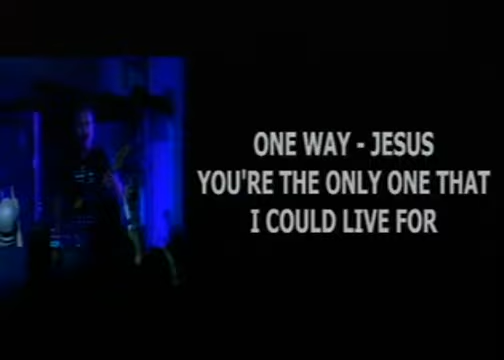 ONE WAY - JESUS
YOU'RE THE ONLY ONE THAT
I COULD LIVE FOR